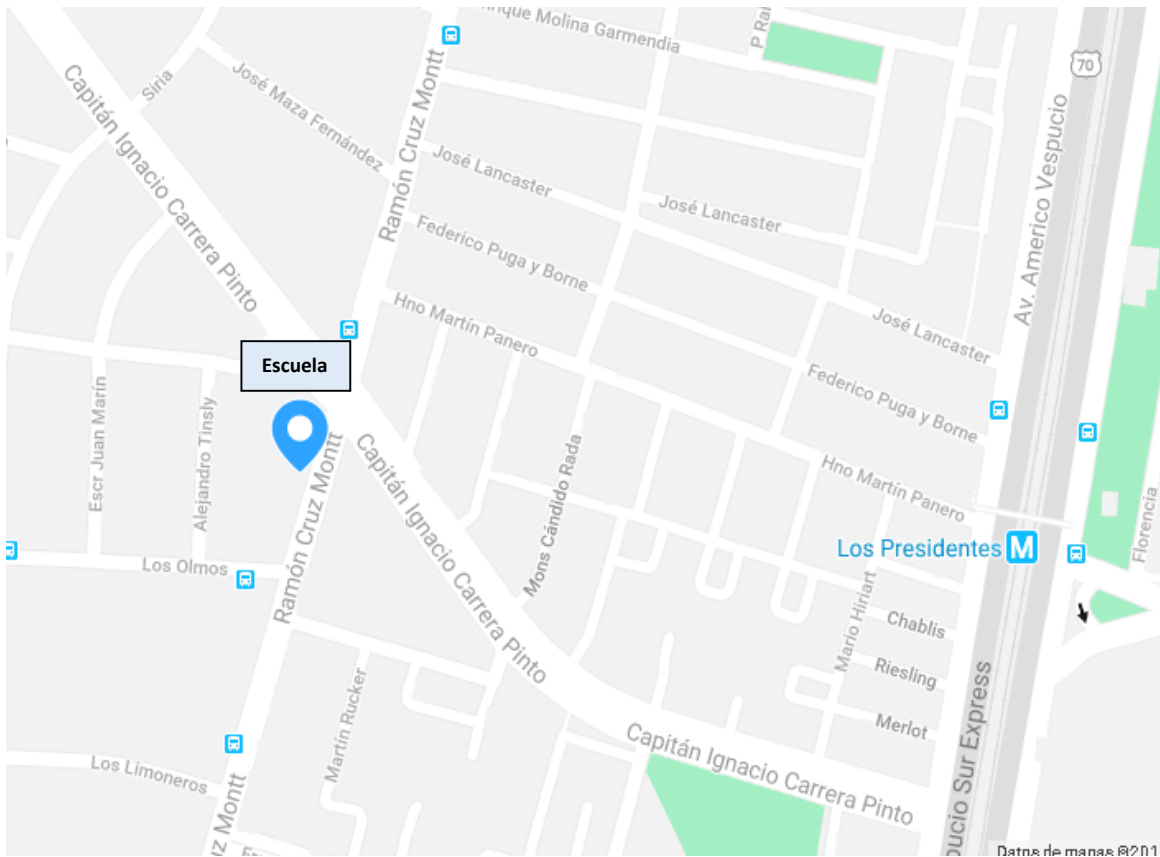 rique Molina Garmendia
P Rai
70
Capitán Ignacio Carrera Pinto
Siria
José Maza Fernández
Ramón Cruz Montt
José Lancaster
José Lancaster
Av. Americo Vespucio
Federico Puga y Borne
Hno Martín Panero
José Lancaster
Escuela
Federico Puga y Borne
Escr Juan Marín
Alejandro Tinsly
Ramón Cruz Montt
Capitán Ignacio Carrera Pinto
Mons Cándido Rada
Hno Martín Panero
Los Presidentes M
Florencia
Los Olmos
Mario Hiriart
Chablis
Riesling
Merlot
Martín Rucker
Capitán Ignacio Carrera Pinto
Los Limoneros
uz Montt
pucio Sur Express
Datos de mapas ©201